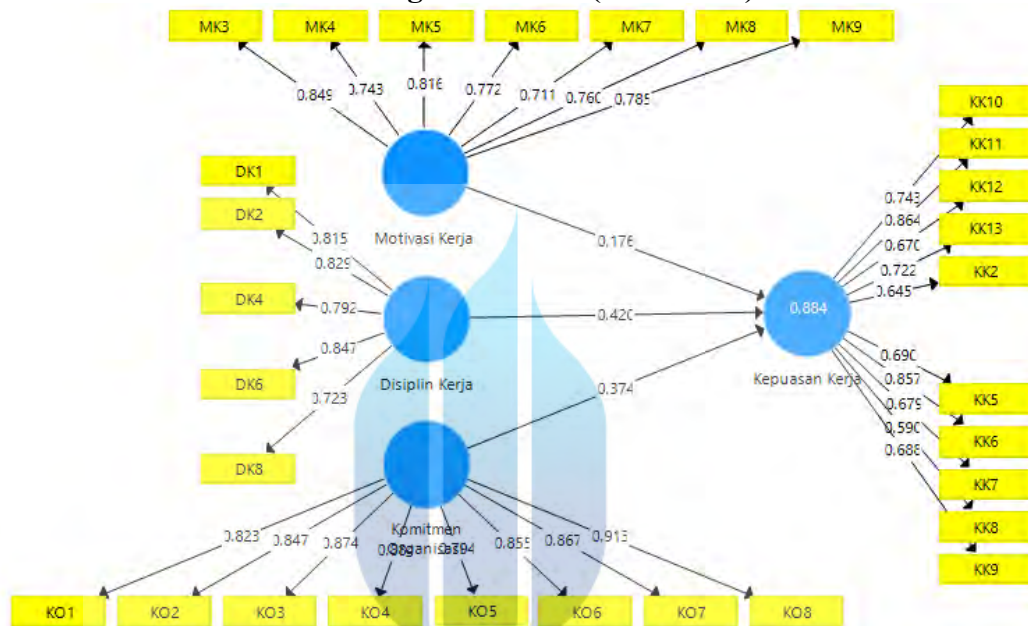 MK3 MK4 MK5 MK6 MK7 MK8 MK9
0.849 0.743 0.816 0.772 0.711 0.760 0.785
KK10
KK11
KK12
KK13
KK2
0.743
0.864
0.670
0.722
0.645
DK1
DK2
DK4
DK6
DK8
0.815
0.829
0.792
0.847
0.723
Motivasi Kerja
0.176
Disiplin Kerja
0.420
0.374
0.884
Kepuasan Kerja
0.690
0.857
0.679
0.590
0.688
KK5
KK6
KK7
KK8
KK9
Komitmen
Organisasi
0.823 0.847 0.874 0.794 0.855 0.867 0.913
KO1 KO2 KO3 KO4 KO5 KO6 KO7 KO8